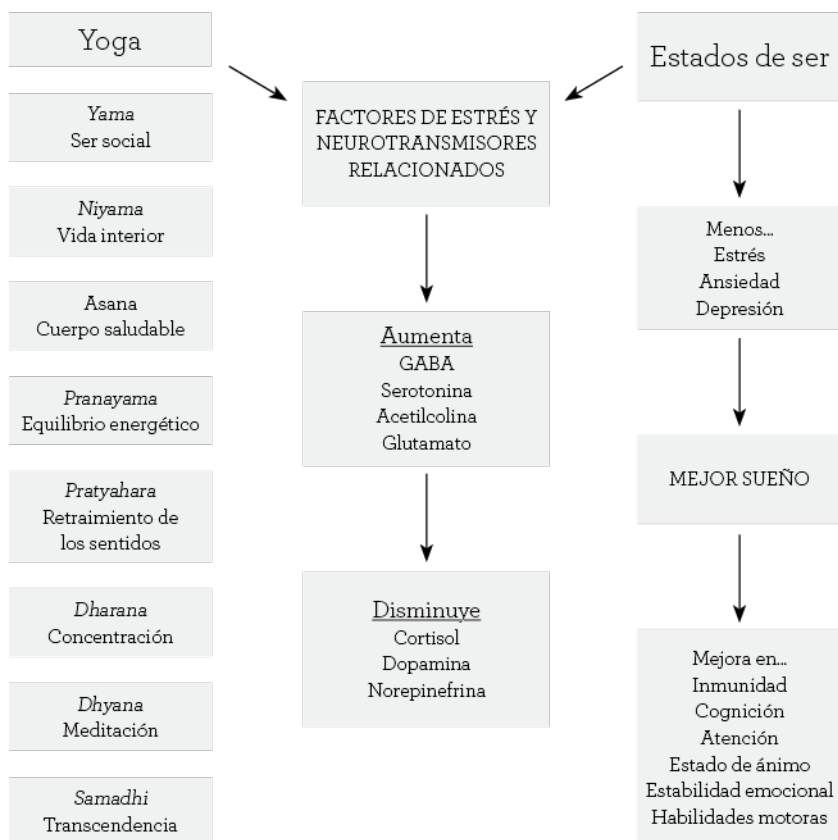 Yoga
Yama
Ser social
Niyama
Vida interior
Asana
Cuerpo saludable
Pranayama
Equilibrio energético
Pratyahara
Retraimiento de
los sentidos
Dharana
Concentración
Dhyana
Meditación
Samadhi
Transcendencia
FACTORES DE ESTRÉS Y
NEUROTRANSMISORES
RELACIONADOS
Aumenta
GABA
Serotonina
Acetilcolina
Glutamato
Disminuye
Cortisol
Dopamina
Norepinefrina
Estados de ser
Menos...
Estrés
Ansiedad
Depresión
MEJOR SUEÑO
Mejora en...
Inmunidad
Cognición
Atención
Estado de ánimo
Estabilidad emocional
Habilidades motoras